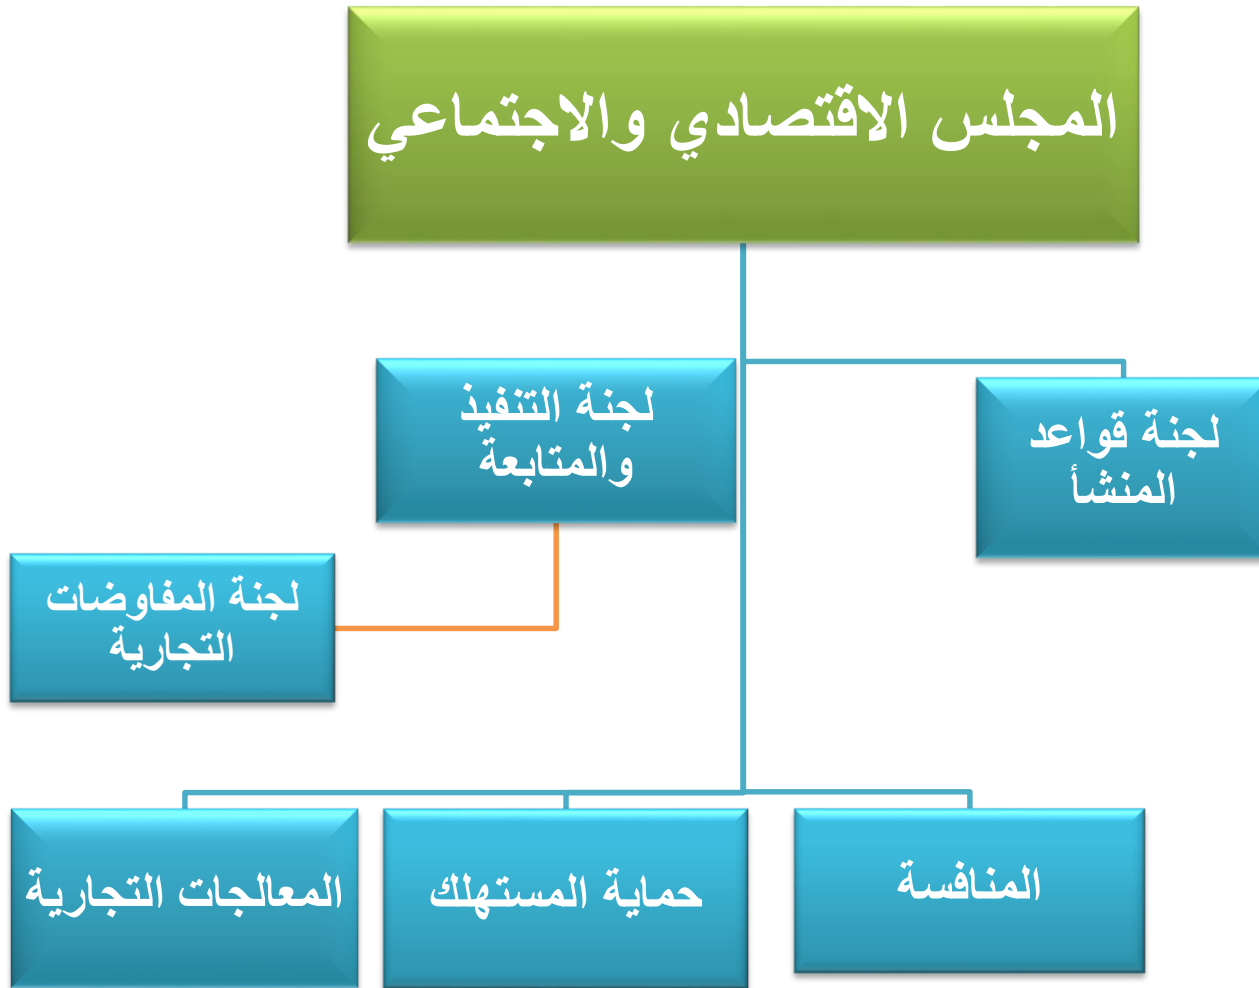 المجلس الاقتصادي والاجتماعي
لجنة قواعد
المنشأ
لجنة التنفيذ
والمتابعة
لجنة المفاوضات
التجارية
المنافسة
حماية المستهلك
المعالجات التجارية